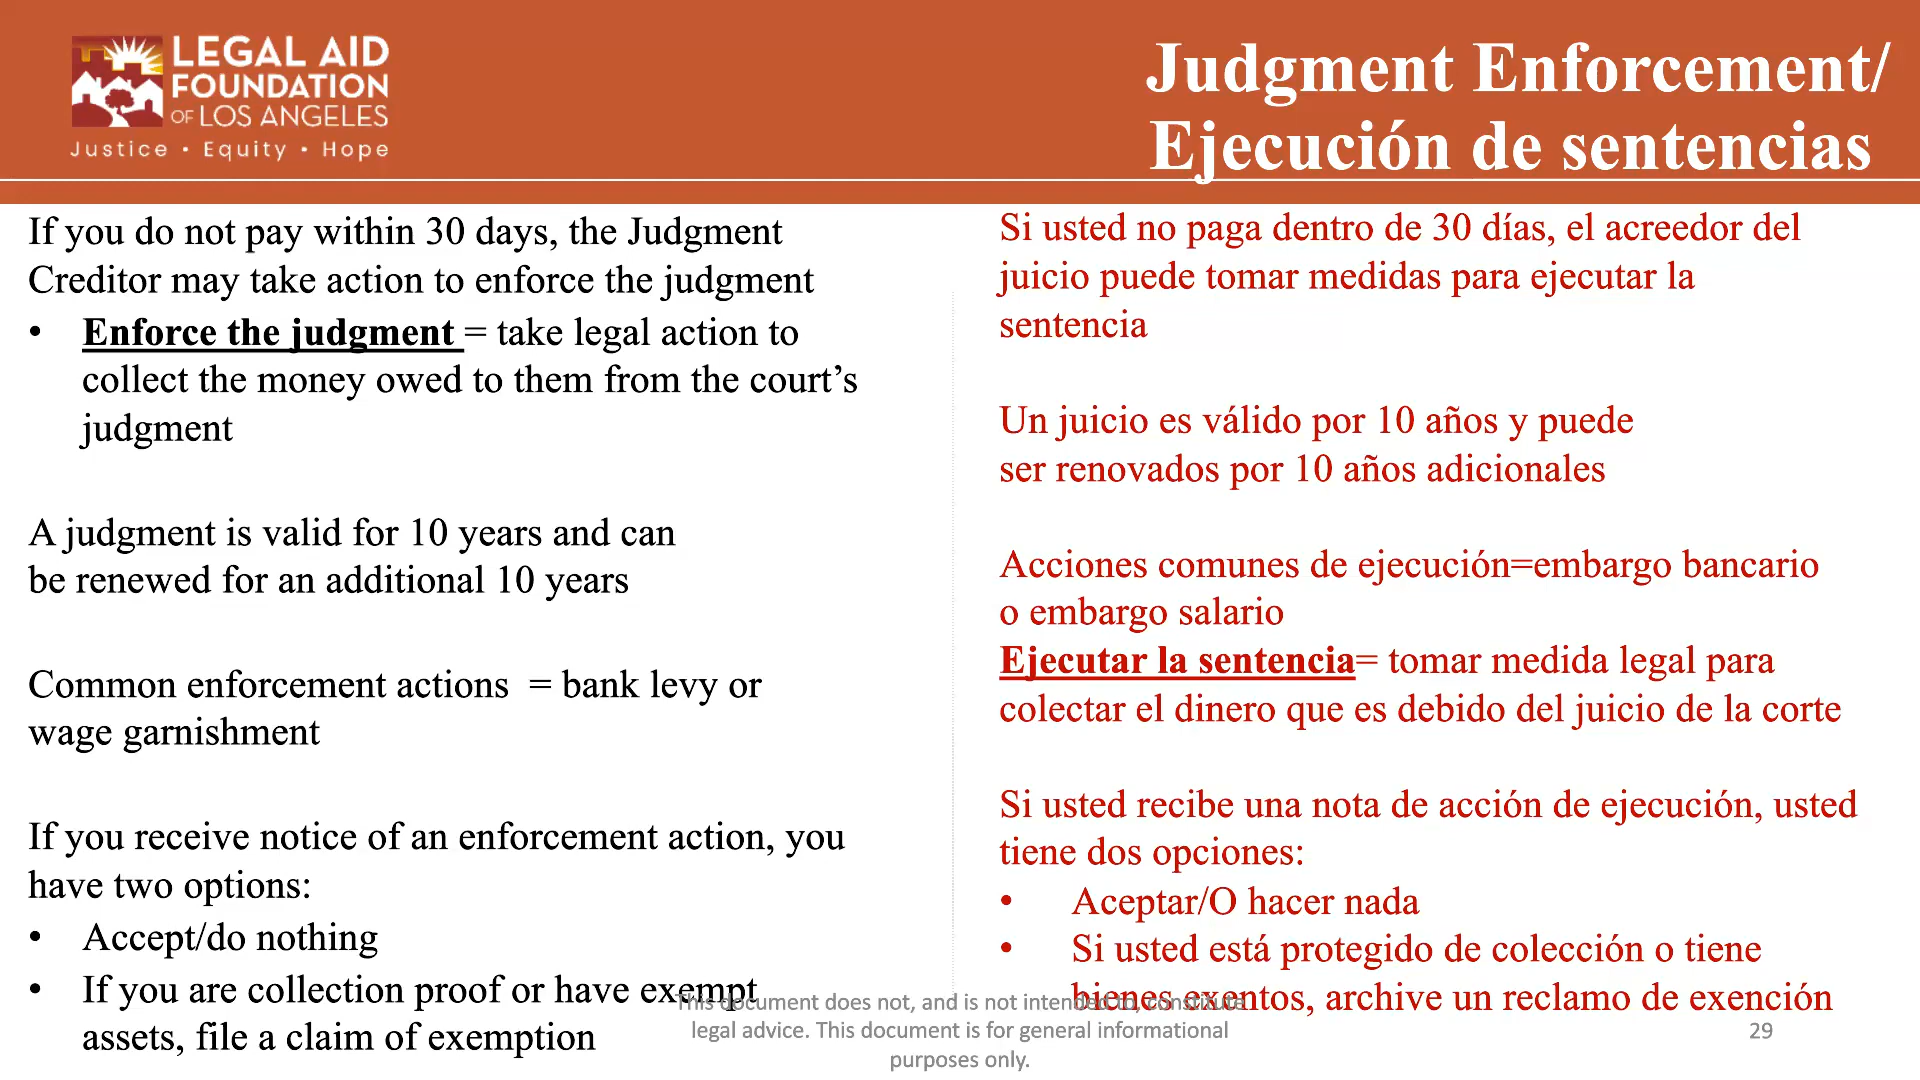 LEGAL AID
FOUNDATION
OF LOS ANGELES
Justice • Equity • Hope
Judgment Enforcement/
Ejecución de sentencias
If you do not pay within 30 days, the Judgment
Creditor may take action to enforce the judgment
• Enforce the judgment = take legal action to
collect the money owed to them from the court’s
judgment
A judgment is valid for 10 years and can
be renewed for an additional 10 years
Common enforcement actions = bank levy or
wage garnishment
If you receive notice of an enforcement action, you
have two options:
• Accept/do nothing
• If you are collection proof or have exempt
assets, file a claim of exemption
Si usted no paga dentro de 30 días, el acreedor del
juicio puede tomar medidas para ejecutar la
sentencia
Un juicio es válido por 10 años y puede
ser renovados por 10 años adicionales
Acciones comunes de ejecución=embargo bancario
o embargo salario
Ejecutar la sentencia= tomar medida legal para
colectar el dinero que es debido del juicio de la corte
Si usted recibe una nota de acción de ejecución, usted
tiene dos opciones:
• Aceptar/O hacer nada
• Si usted está protegido de colección o tiene
bienes exentos, archive un reclamo de exención
This document does not, and is not intended to, constitute
legal advice. This document is for general informational
purposes only.
29